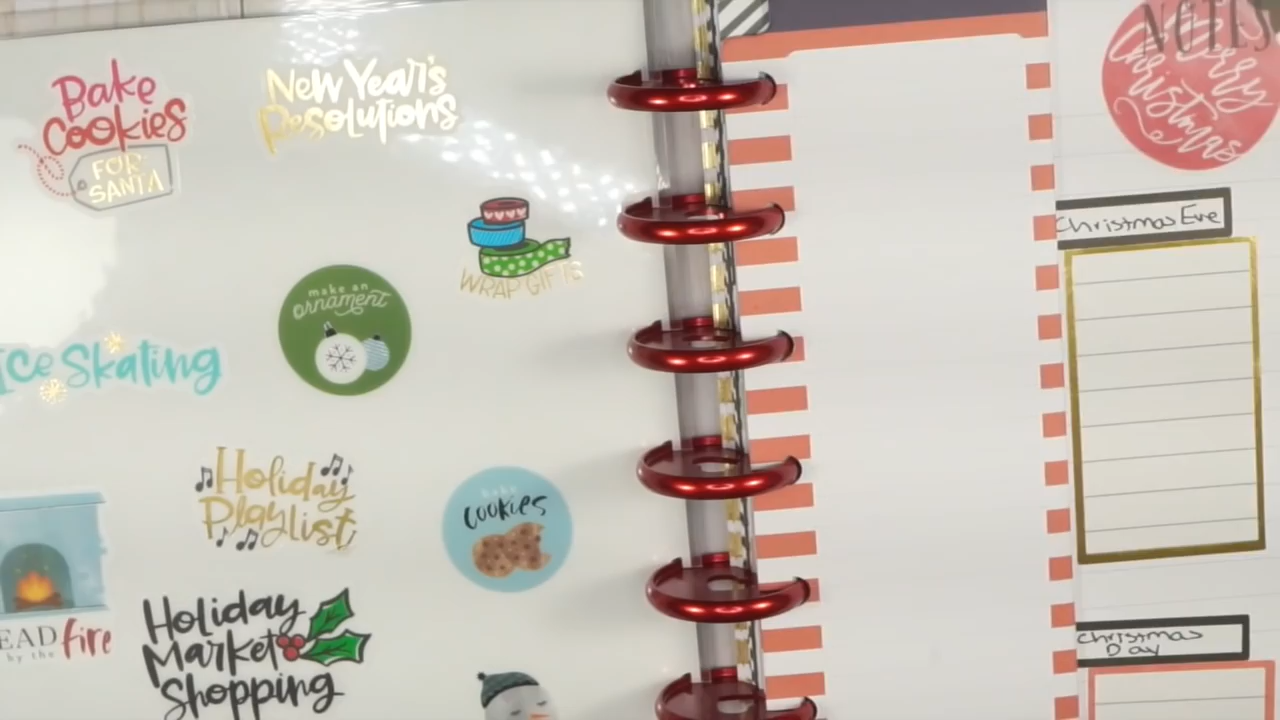 Bake
Cookies
FOR
SANTA
New Year's
Resolutions
WRAP GIFTS
make an
ornament
Ice Skating
Holiday
Playlist
bake
cookies
EAD
by the fire
Holiday
Market
Shopping
NOTES
Merry
Christmas
Christmas Eve
Christmas
Day